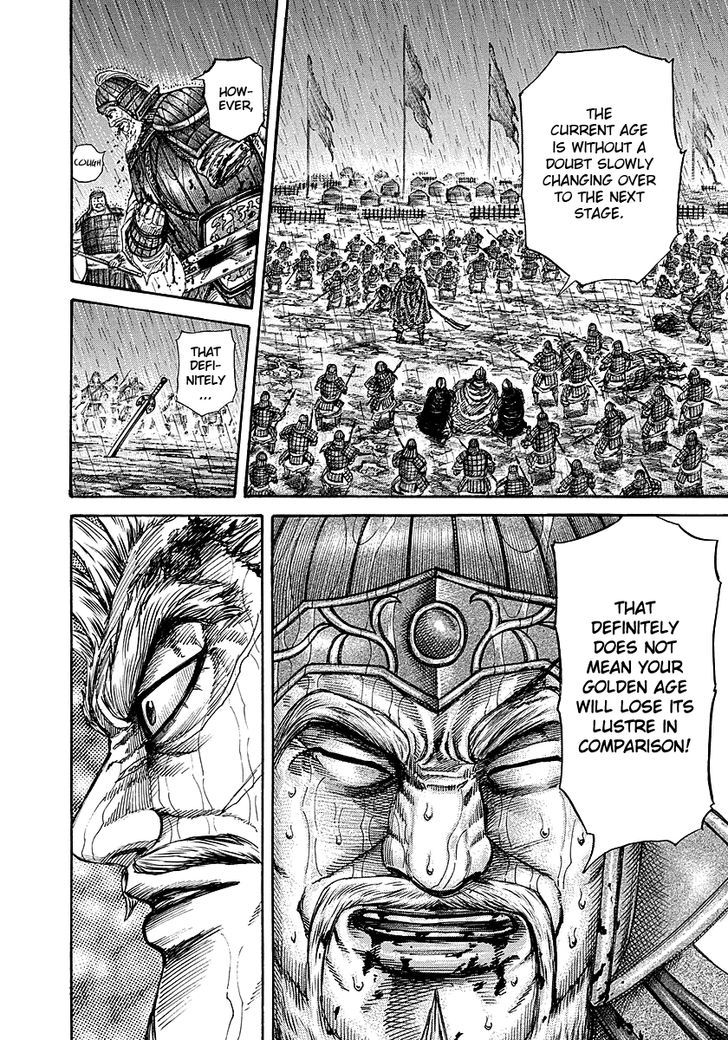 THE
CURRENT AGE
IS WITHOUT A
DOUBT SLOWLY
CHANGING OVER
TO THE NEXT
STAGE.
HOW-
EVER,
COUGH
THAT
DEFI-
NITELY
...
THAT
DEFINITELY
DOES NOT
MEAN YOUR
GOLDEN AGE
WILL LOSE ITS
LUSTRE IN
COMPARISON!